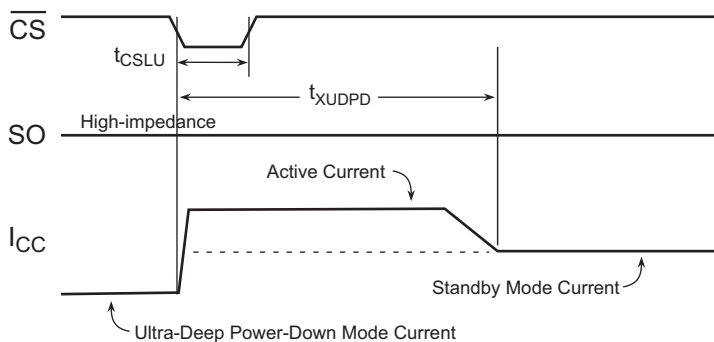 CS
tCSLU
tXUDPD
High-impedance
SO
Active Current
ICC
Standby Mode Current
Ultra-Deep Power-Down Mode Current